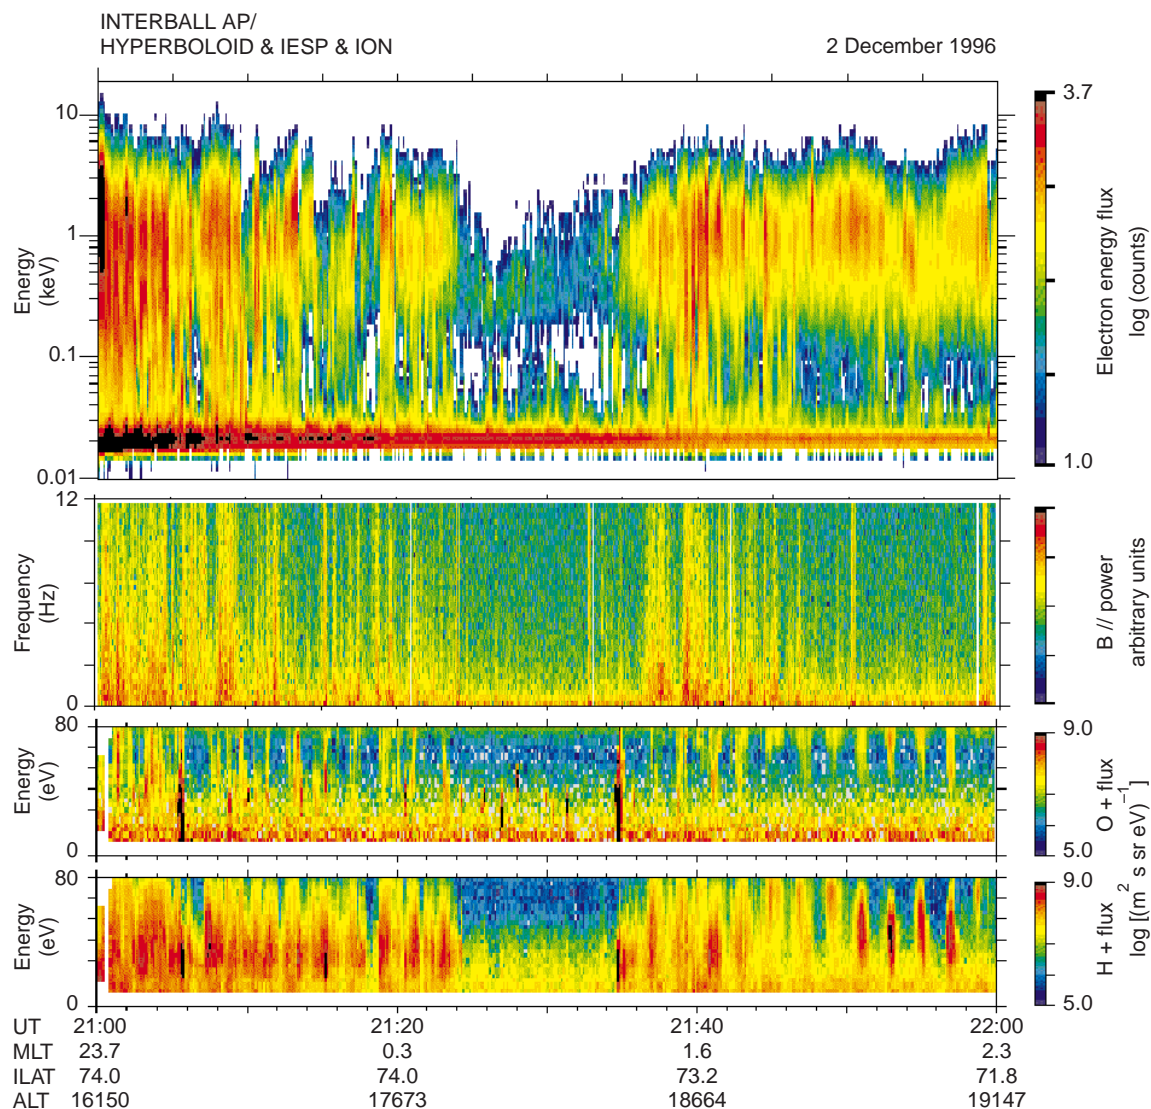 INTERBALL AP/
HYPERBOLOID & IESP & ION
2 December 1996
10
1
0.1
0.01
Energy
(keV)
3.7
1.0
Electron energy flux
log (counts)
12
0
Frequency
(Hz)
B // power
arbitrary units
80
0
Energy
(eV)
9.0
5.0
O + flux
80
0
Energy
(eV)
9.0
5.0
H + flux
log [(m² s sr eV)⁻¹]
UT 21:00 21:20 21:40 22:00
MLT 23.7 0.3 1.6 2.3
ILAT 74.0 74.0 73.2 71.8
ALT 16150 17673 18664 19147